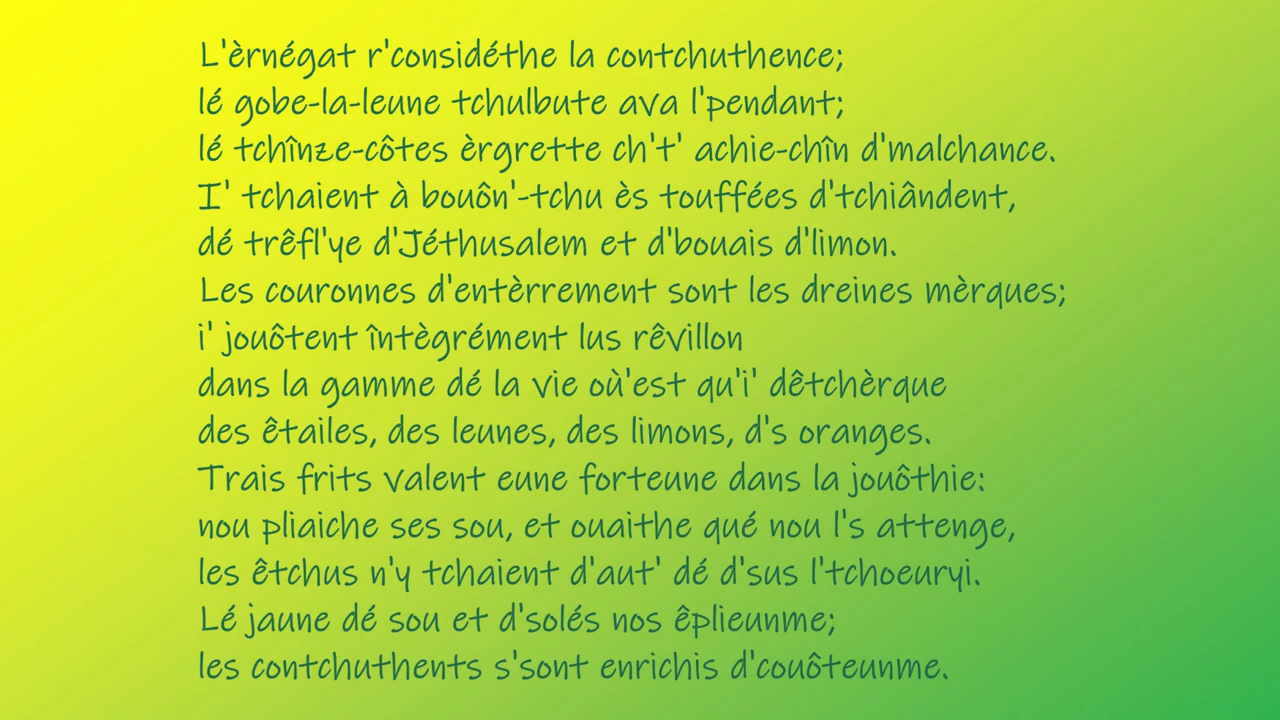 L'èrnégat r'considéthe la contchuthence;
lé gobe-la-leune tchulbute ava l'pendant;
lé tchînze-côtes èrgrette ch't' achie-chîn d'malchance.
I' tchaient à bouôn'-tchu ès touffées d'tchiândent,
dé trêfl'ye d'Jéthusalem et d'bouais d'limon.
Les couronnes d'entèrrement sont les dreines mèrques;
i' jouôtent întègrément lus rêvillon
dans la gamme dé la vie où'est qu'i' dêtchèrque
des êtailes, des leunes, des limons, d's oranges.
Trais frits valent eune forteune dans la jouôthie:
nou pliaiche ses sou, et ouaithe qué nou l's attenge,
les êtchus n'y tchaient d'aut' dé d'sus l'tchoeuryi.
Lé jaune dé sou et d'solés nos êplieunme;
les contchuthents s'sont enrichis d'couôteunme.